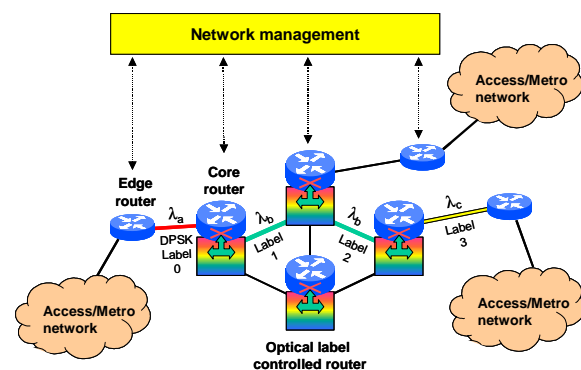 Network management
Access/Metro
network
Edge
router
Core
router
λa
DPSK
Label
0
λb
Label
1
λb
Label
2
λc
Label
3
Access/Metro
network
Access/Metro
network
Optical label
controlled router